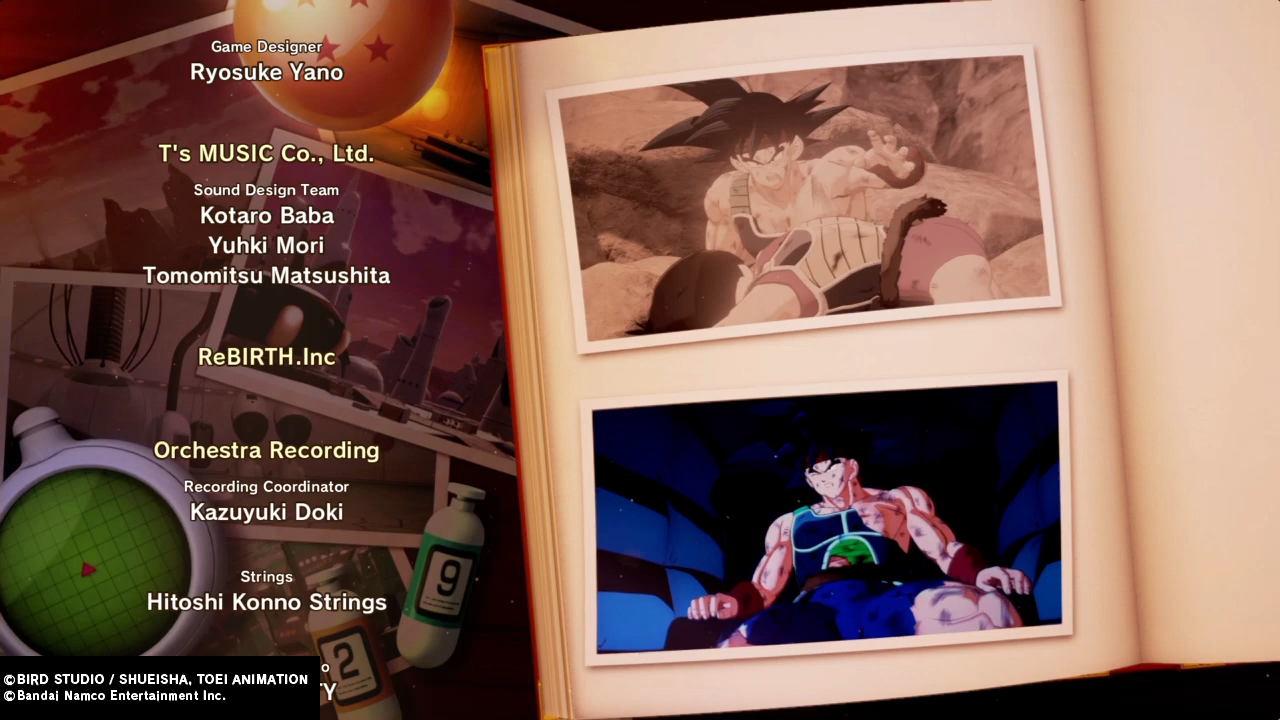 Game Designer
Ryosuke Yano
T's MUSIC Co., Ltd.
Sound Design Team
Kotaro Baba
Yuhki Mori
Tomomitsu Matsushita
ReBIRTH.Inc
Orchestra Recording
Recording Coordinator
Kazuyuki Doki
Strings
Hitoshi Konno Strings
9
2
©BIRD STUDIO / SHUEISHA, TOEI ANIMATION
©Bandai Namco Entertainment Inc.